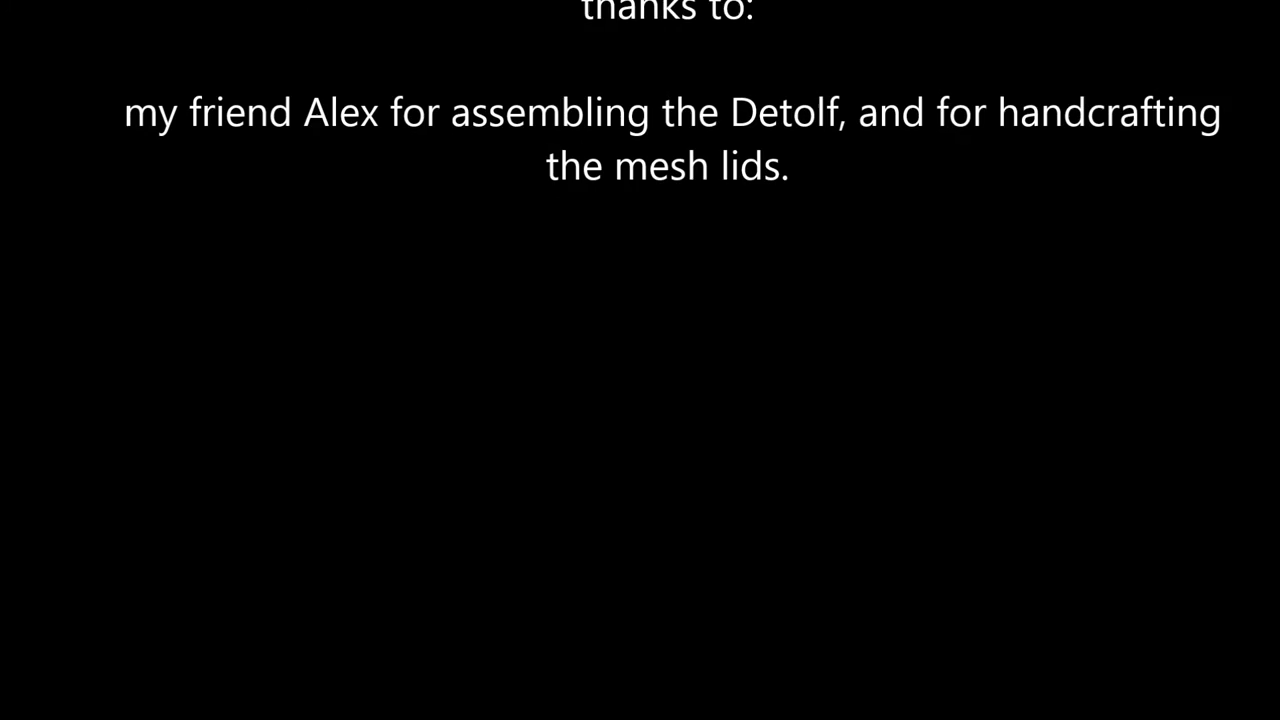 thanks to:
my friend Alex for assembling the Detolf, and for handcrafting
the mesh lids.